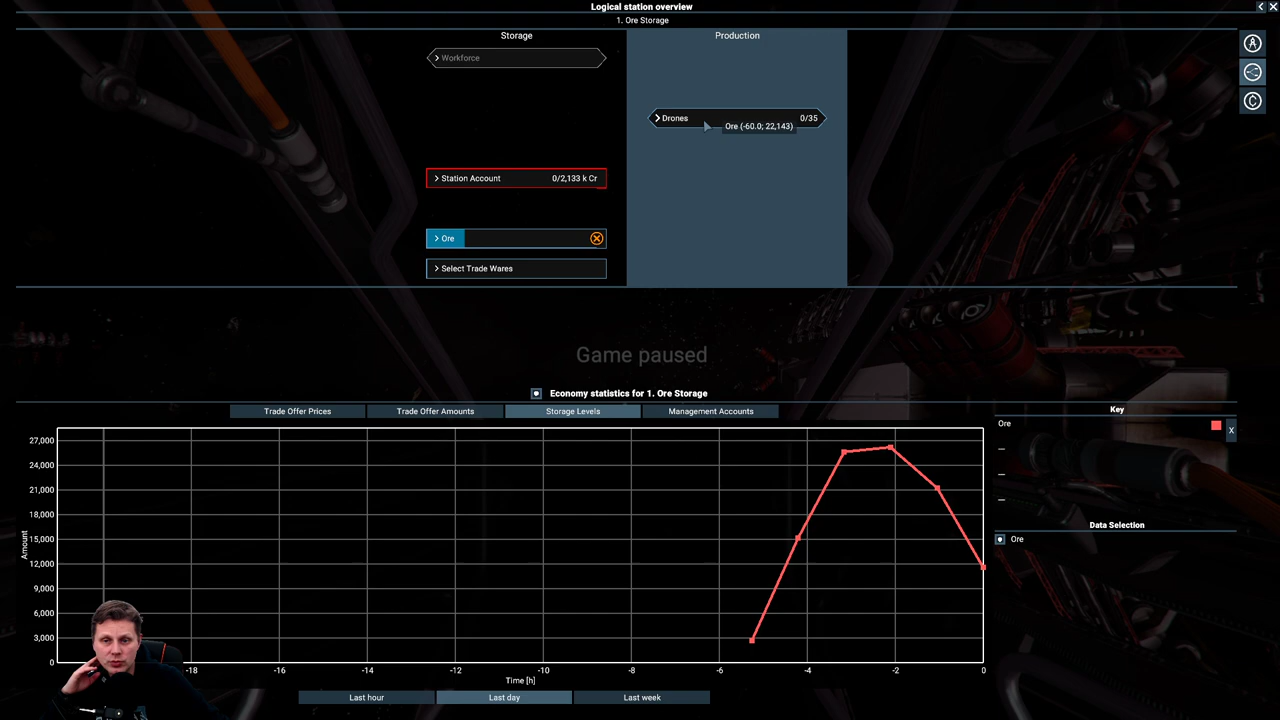 Logical station overview
1. Ore Storage
Storage
Production
Workforce
Drones 0/35
Ore (-60.0; 22,143)
Station Account 0/2,133 k Cr
Ore
Select Trade Wares
Game paused
Economy statistics for 1. Ore Storage
Trade Offer Prices
Trade Offer Amounts
Storage Levels
Management Accounts
Key
Ore
X
Data Selection
Ore
Amount
27,000
24,000
21,000
18,000
15,000
12,000
9,000
6,000
3,000
0
-18 -16 -14 -12 -10 -8 -6 -4 -2 0
Time [h]
Last hour
Last day
Last week